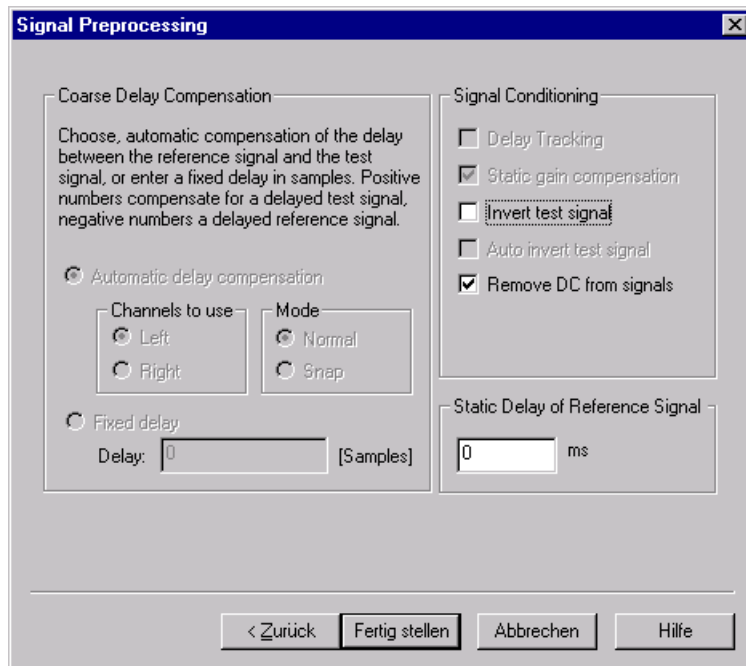 Signal Preprocessing
Coarse Delay Compensation
Choose, automatic compensation of the delay
between the reference signal and the test
signal, or enter a fixed delay in samples. Positive
numbers compensate for a delayed test signal,
negative numbers a delayed reference signal.
Automatic delay compensation
Channels to use
Left
Right
Mode
Normal
Snap
Fixed delay
Delay: 0 [Samples]
Signal Conditioning
Delay Tracking
Static gain compensation
Invert test signal
Auto invert test signal
Remove DC from signals
Static Delay of Reference Signal
0 ms
< Zurück
Fertig stellen
Abbrechen
Hilfe